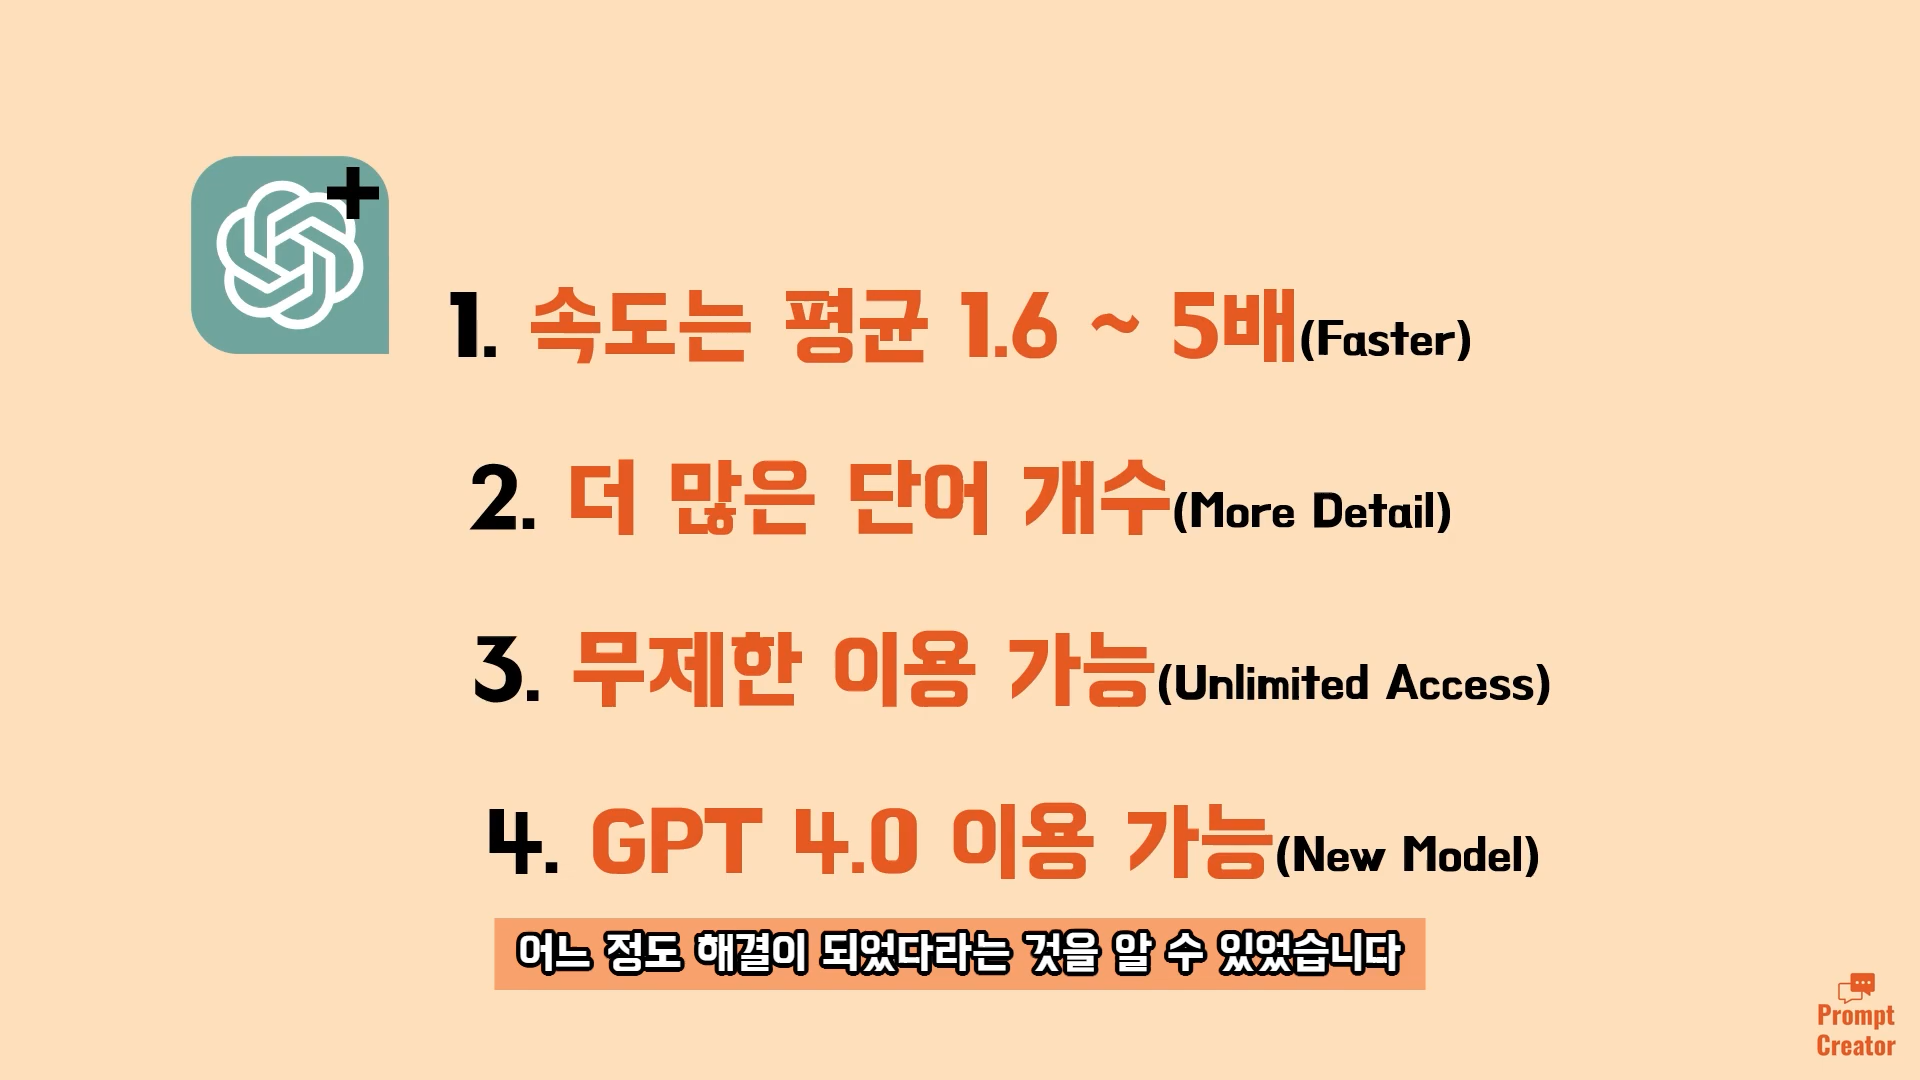 1. 속도는 평균 1.6 ~ 5배(Faster)
2. 더 많은 단어 개수(More Detail)
3. 무제한 이용 가능(Unlimited Access)
4. GPT 4.0 이용 가능(New Model)
어느 정도 해결이 되었다라는 것을 알 수 있었습니다
Prompt
Creator